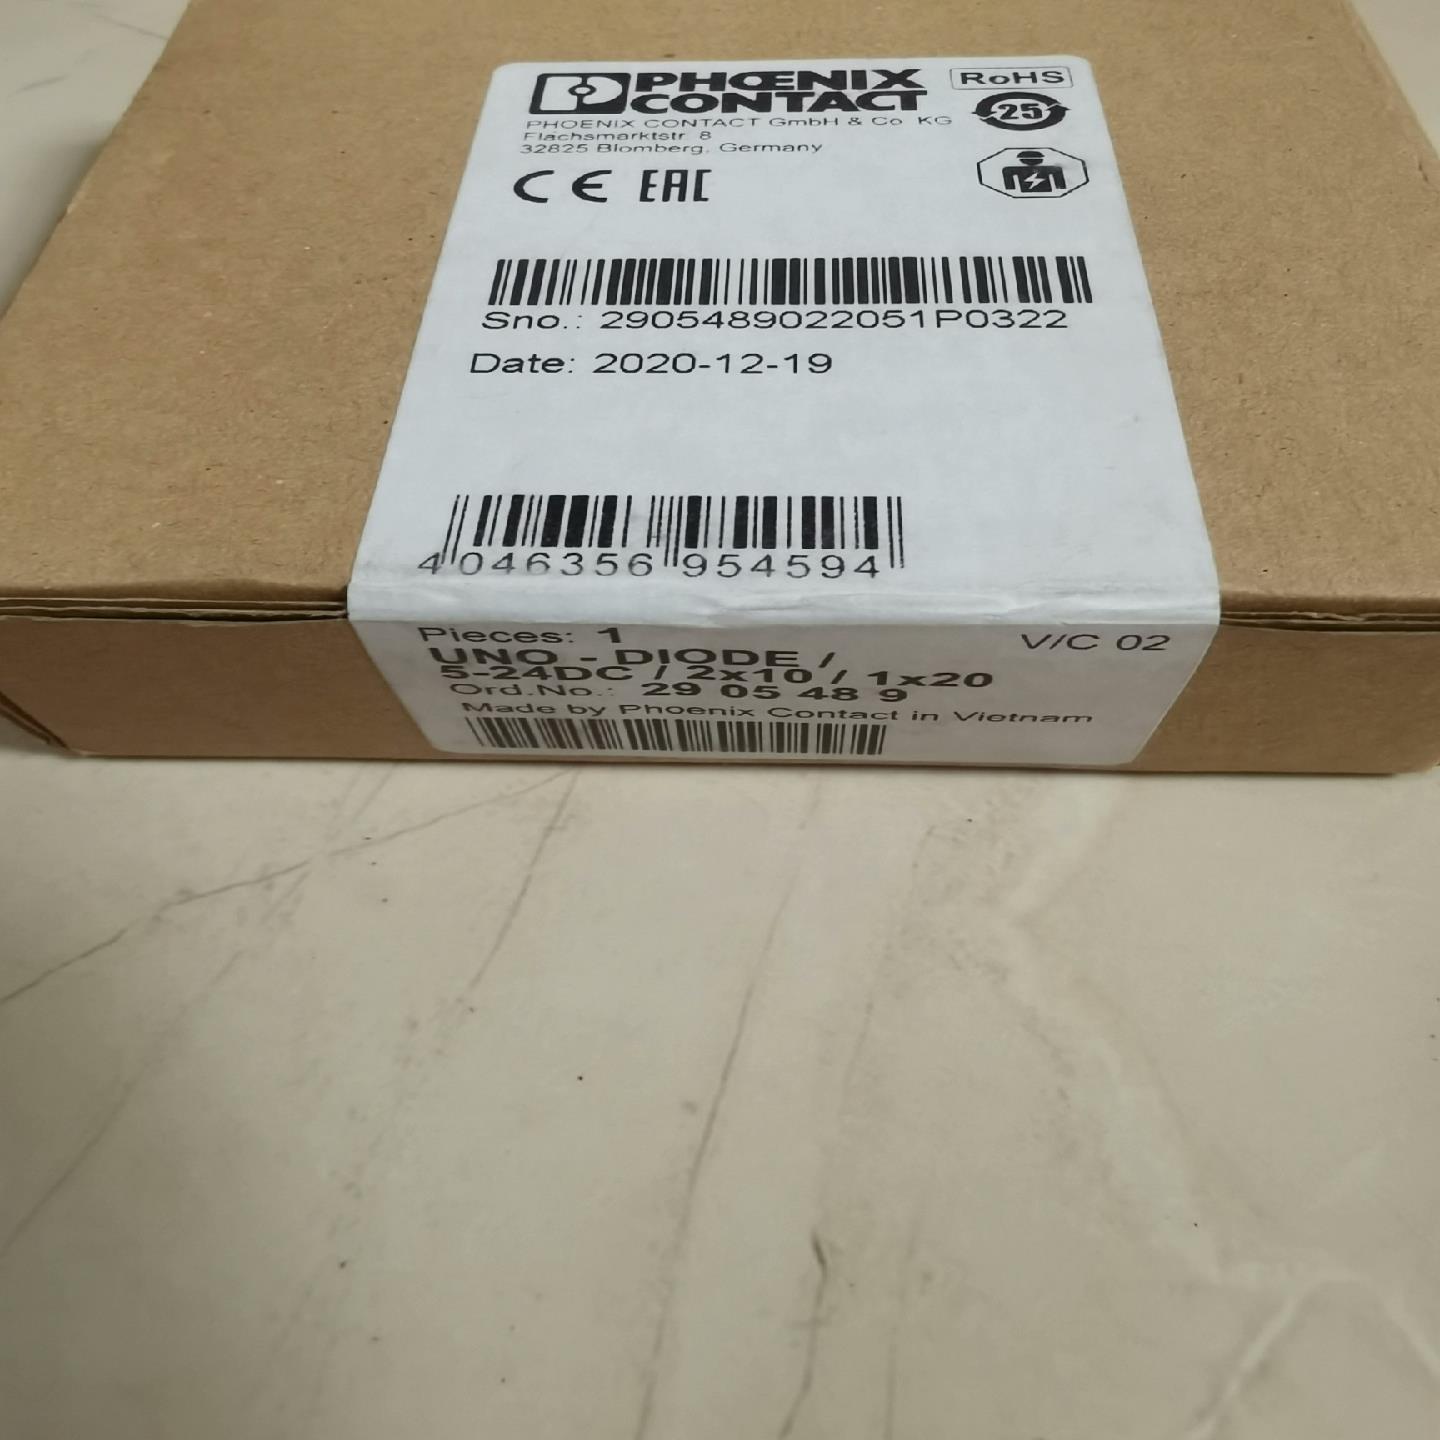 PHŒNIX
CONTACT
RoHS
25
PHOENIX CONTACT GmbH & Co. KG
Flachsmarktstr. 8
32825 Blomberg, Germany
CE EAC
Sno.: 2905489022051P0322
Date: 2020-12-19
4 046356 954594
Pieces: 1
V/C 02
UNO - DIODE /
5-24DC / 2x10 / 1x20
Ord.No.: 29 05 48 9
Made by Phoenix Contact in Vietnam